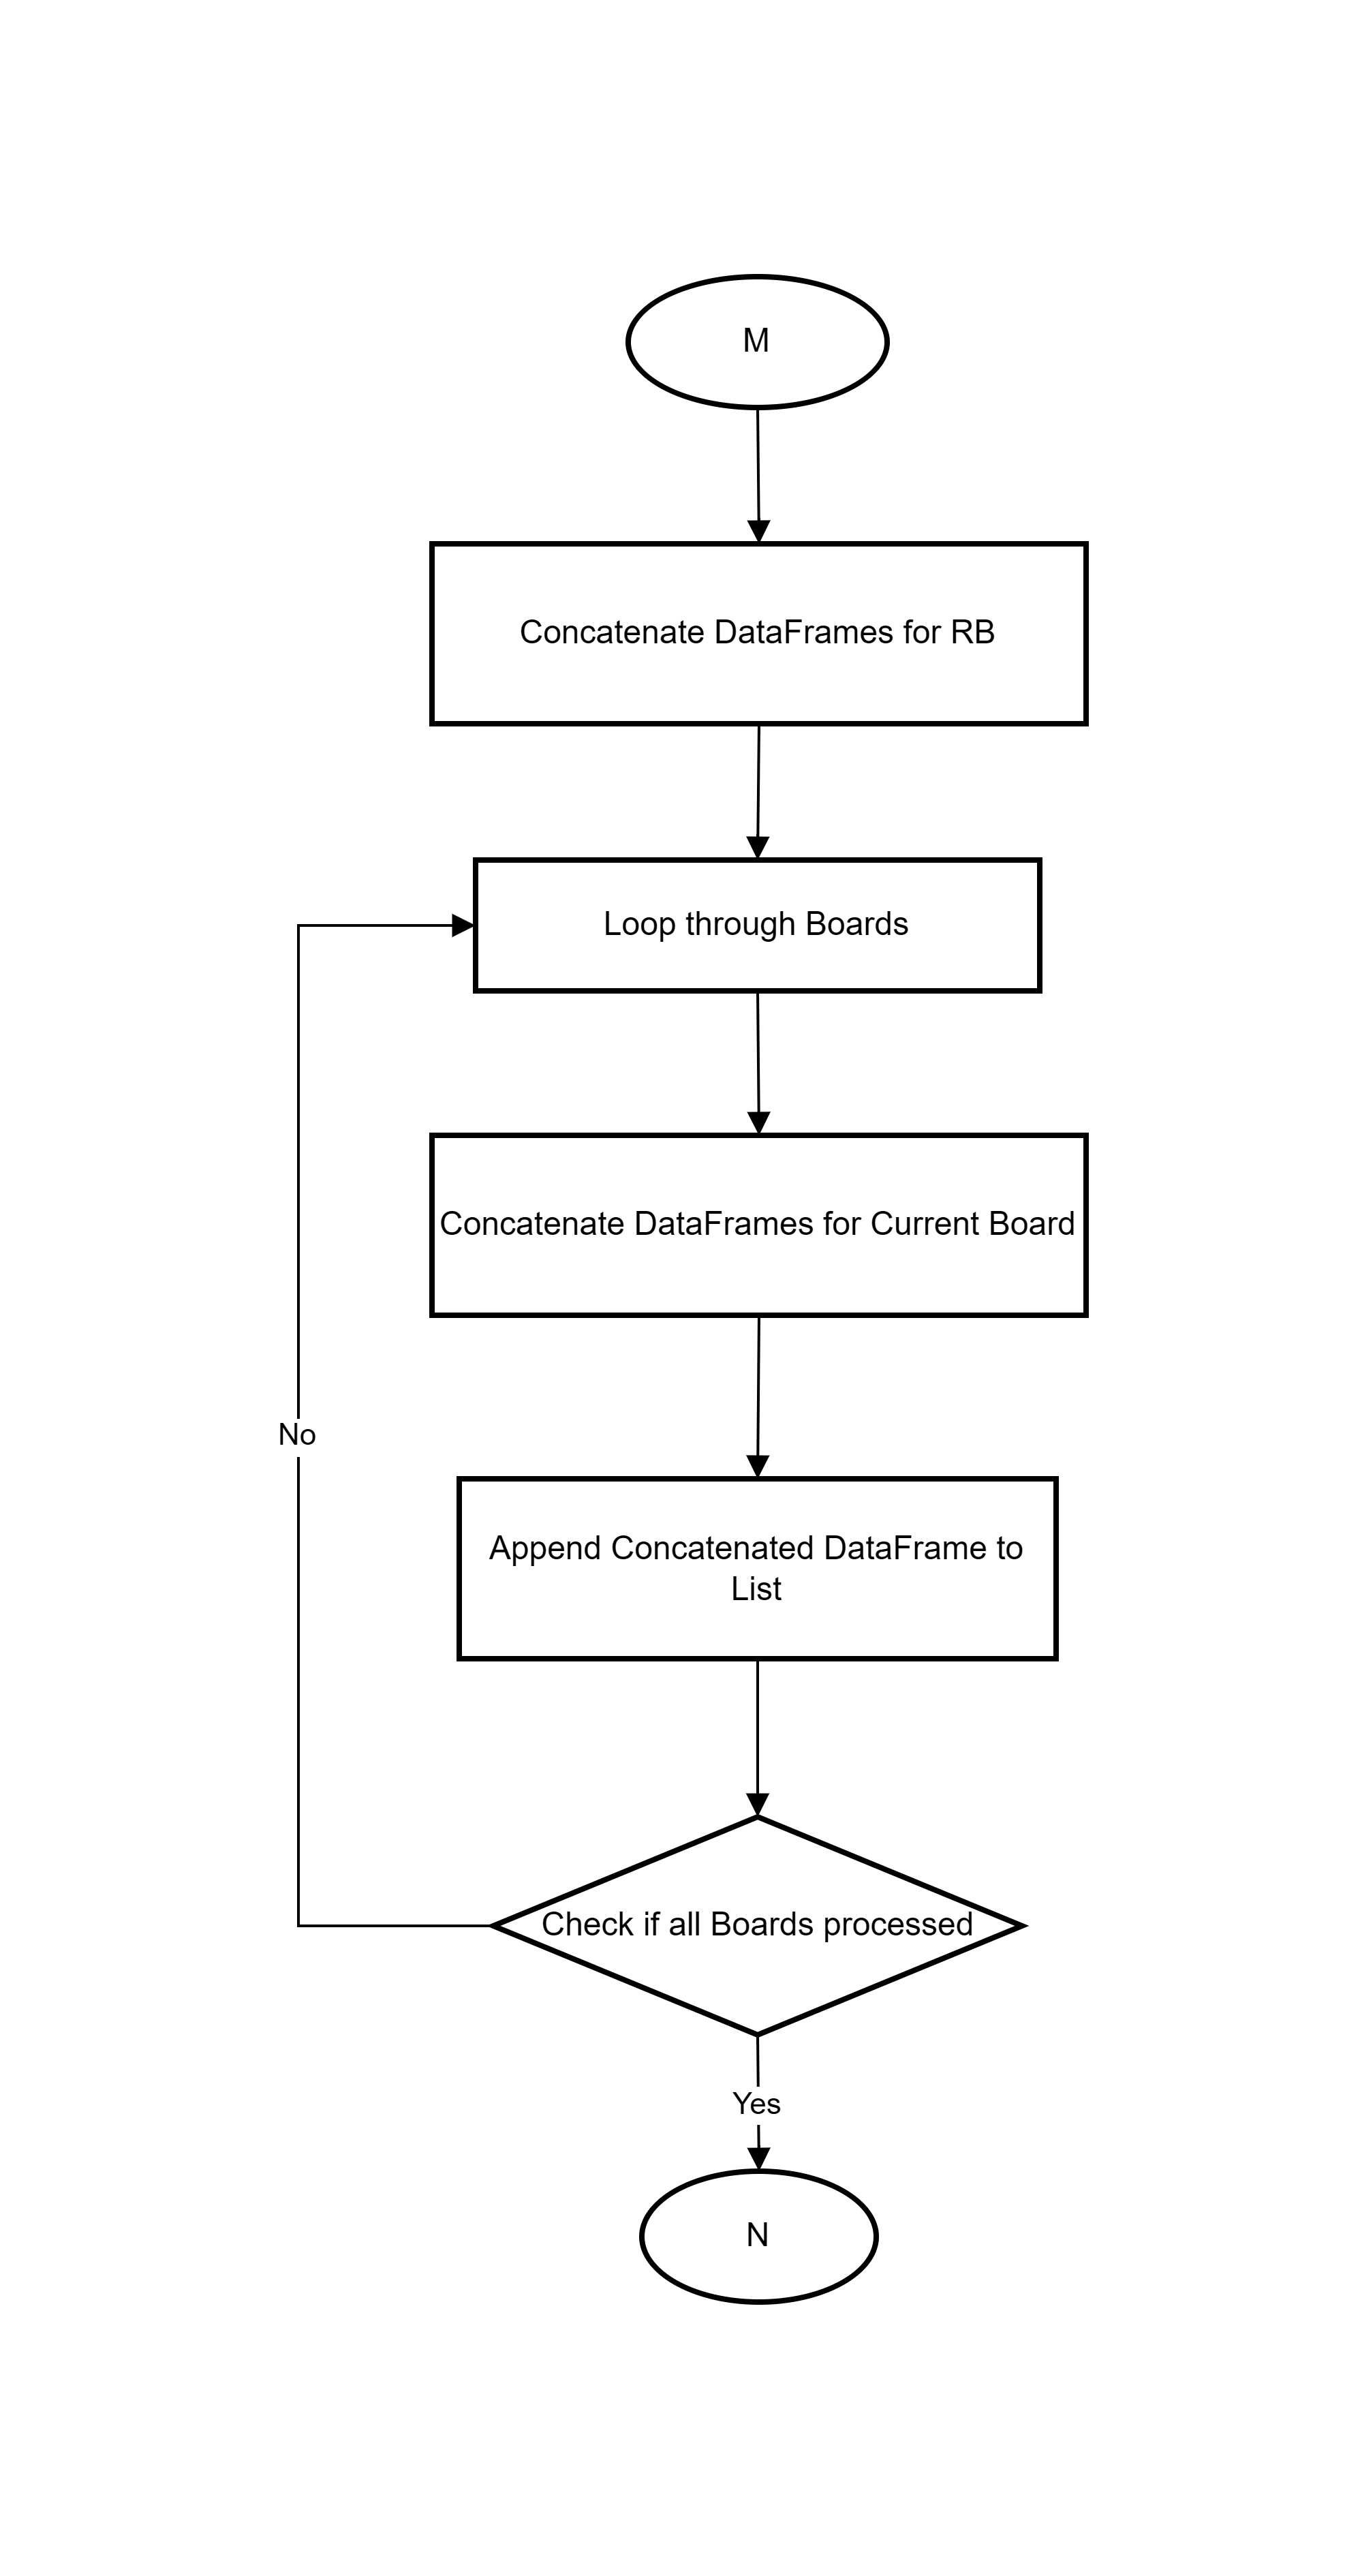 M
Concatenate DataFrames for RB
Loop through Boards
Concatenate DataFrames for Current Board
No
Append Concatenated DataFrame to
List
Check if all Boards processed
Yes
N